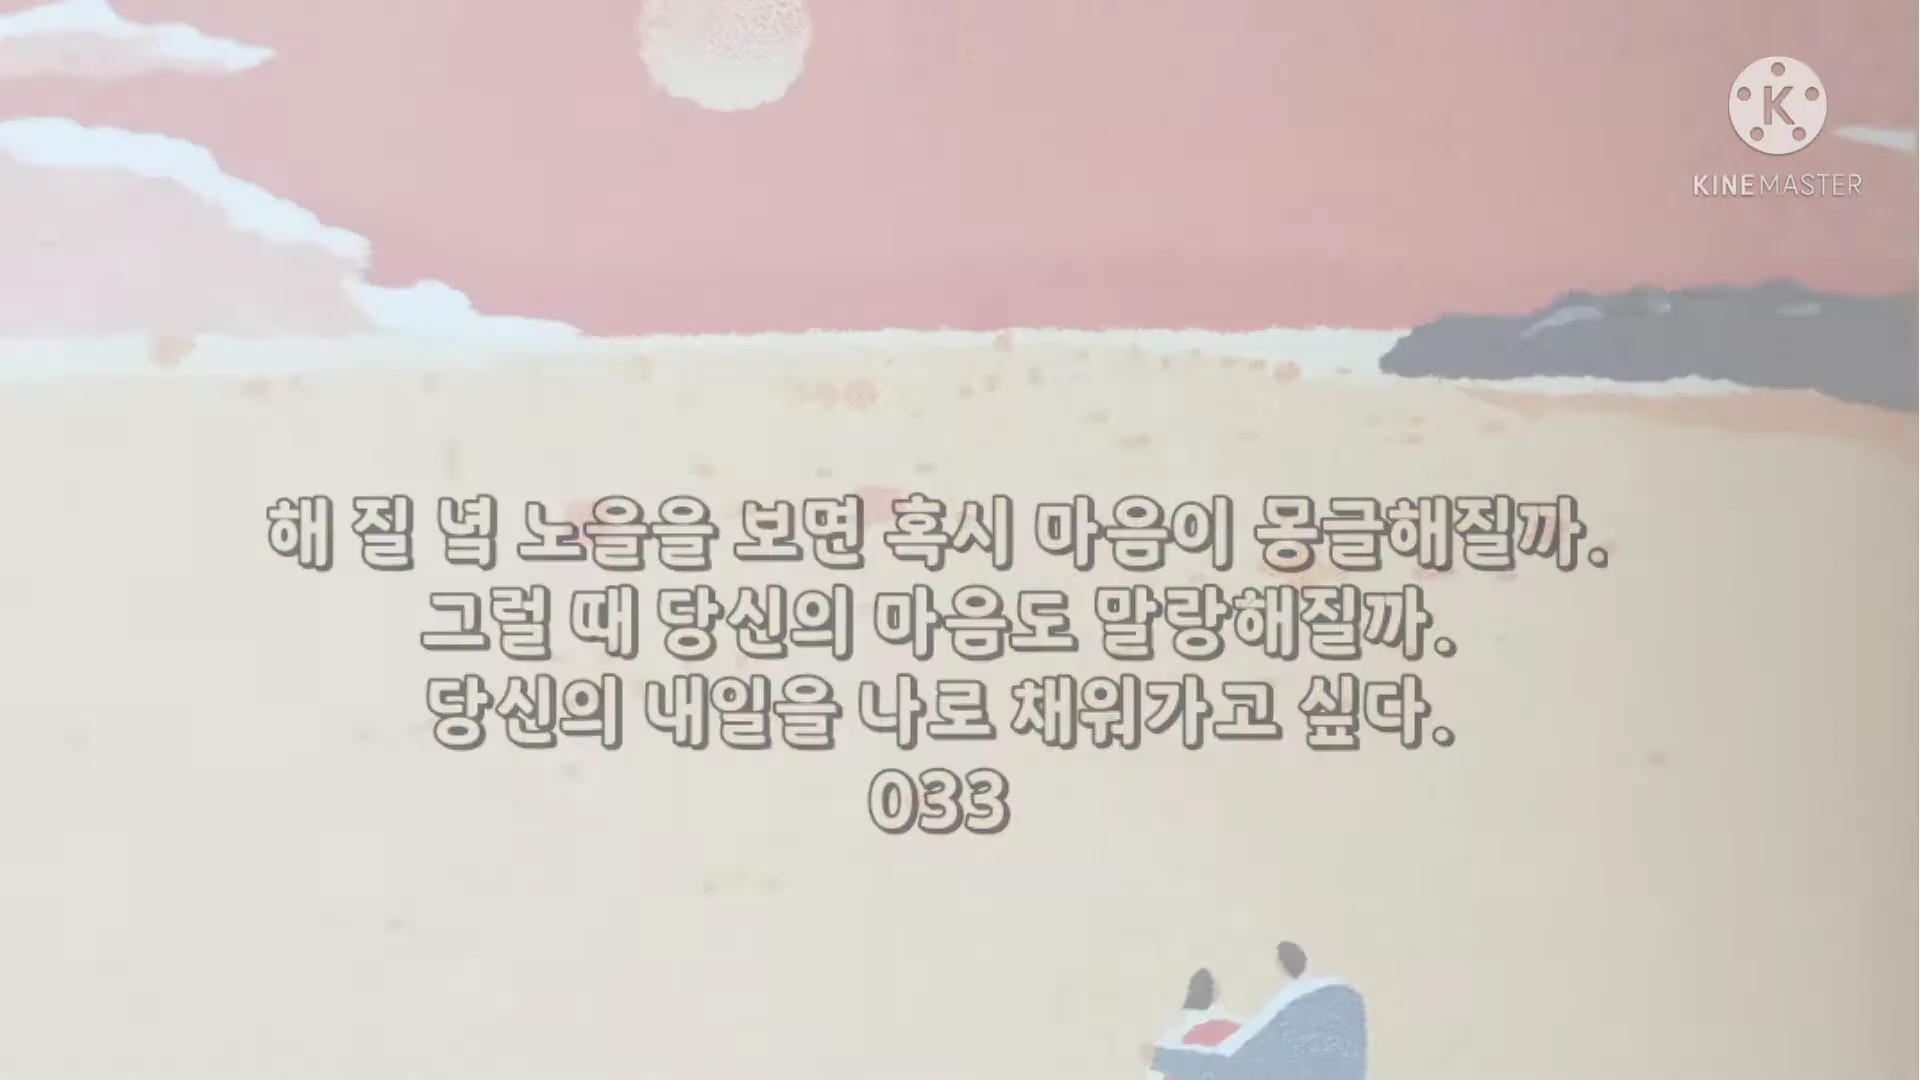 K
KINEMASTER
해 질 녘 노을을 보면 혹시 마음이 몽글해질까.
그럴 때 당신의 마음도 말랑해질까.
당신의 내일을 나로 채워가고 싶다.
033